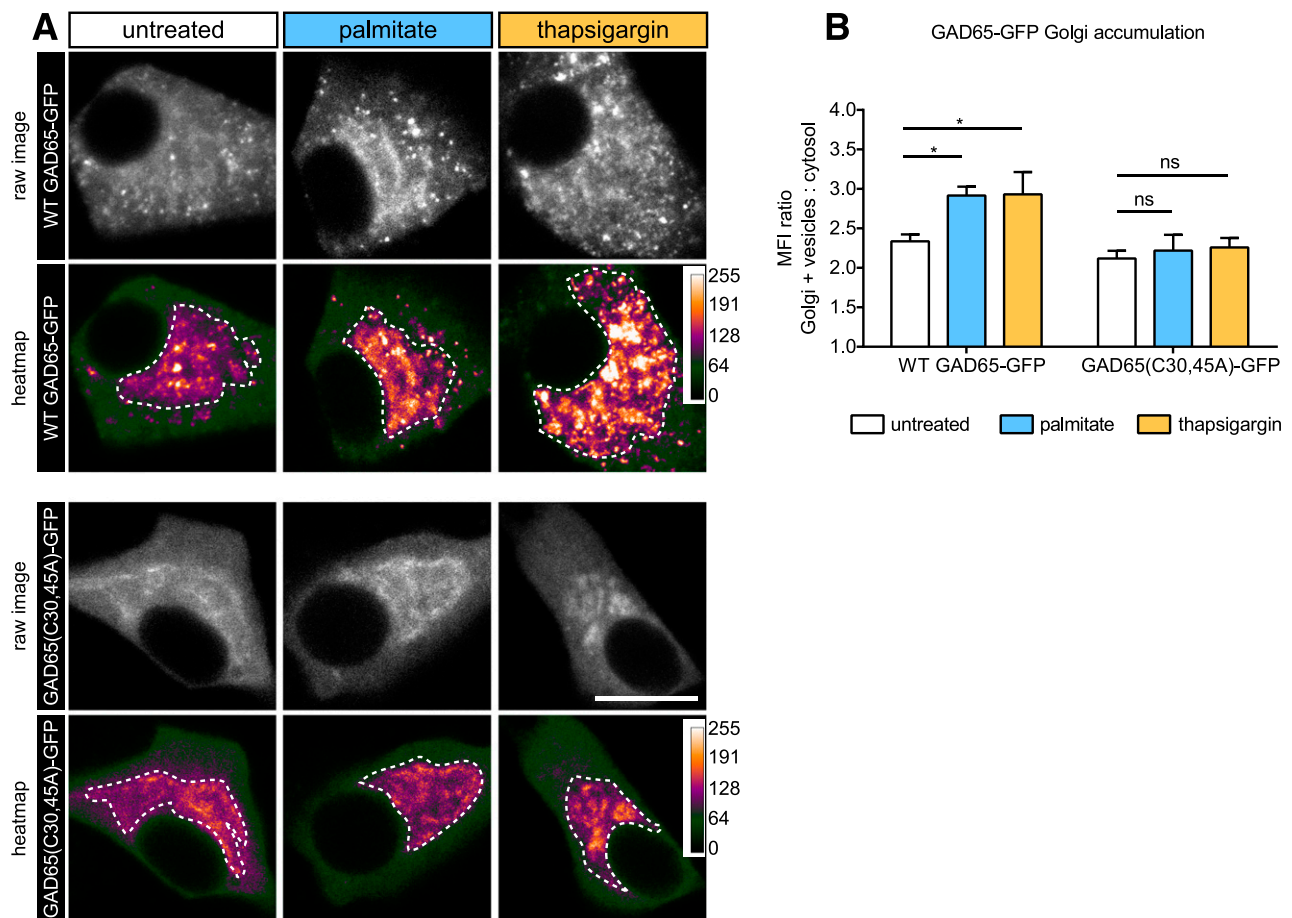 A
untreated
palmitate
thapsigargin
raw image
WT GAD65-GFP
heatmap
WT GAD65-GFP
255
191
128
64
0
raw image
GAD65(C30,45A)-GFP
heatmap
GAD65(C30,45A)-GFP
255
191
128
64
0
B
GAD65-GFP Golgi accumulation
MFI ratio
Golgi + vesicles : cytosol
4.0
3.5
3.0
2.5
2.0
1.5
1.0
*
*
ns
ns
WT GAD65-GFP
GAD65(C30,45A)-GFP
untreated
palmitate
thapsigargin